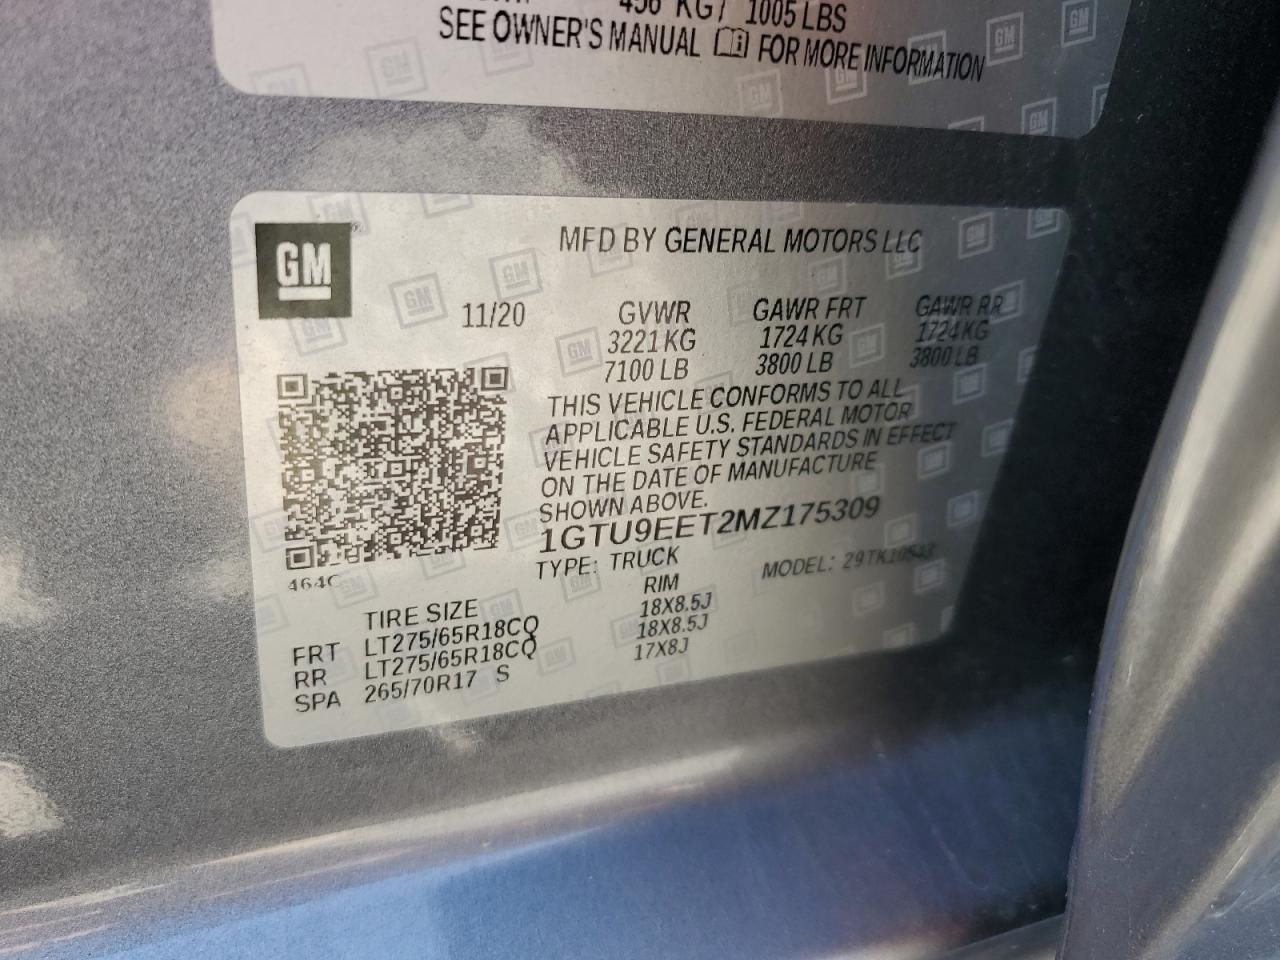 456 KG / 1005 LBS
SEE OWNER'S MANUAL FOR MORE INFORMATION
GM
MFD BY GENERAL MOTORS LLC
11/20 GVWR GAWR FRT GAWR RR
3221 KG 1724 KG 1724 KG
7100 LB 3800 LB 3800 LB
THIS VEHICLE CONFORMS TO ALL
APPLICABLE U.S. FEDERAL MOTOR
VEHICLE SAFETY STANDARDS IN EFFECT
ON THE DATE OF MANUFACTURE
SHOWN ABOVE.
1GTU9EET2MZ175309
TYPE: TRUCK MODEL: 29TK10543
464C
TIRE SIZE RIM
FRT LT275/65R18CQ 18X8.5J
RR LT275/65R18CQ 18X8.5J
SPA 265/70R17 S 17X8J